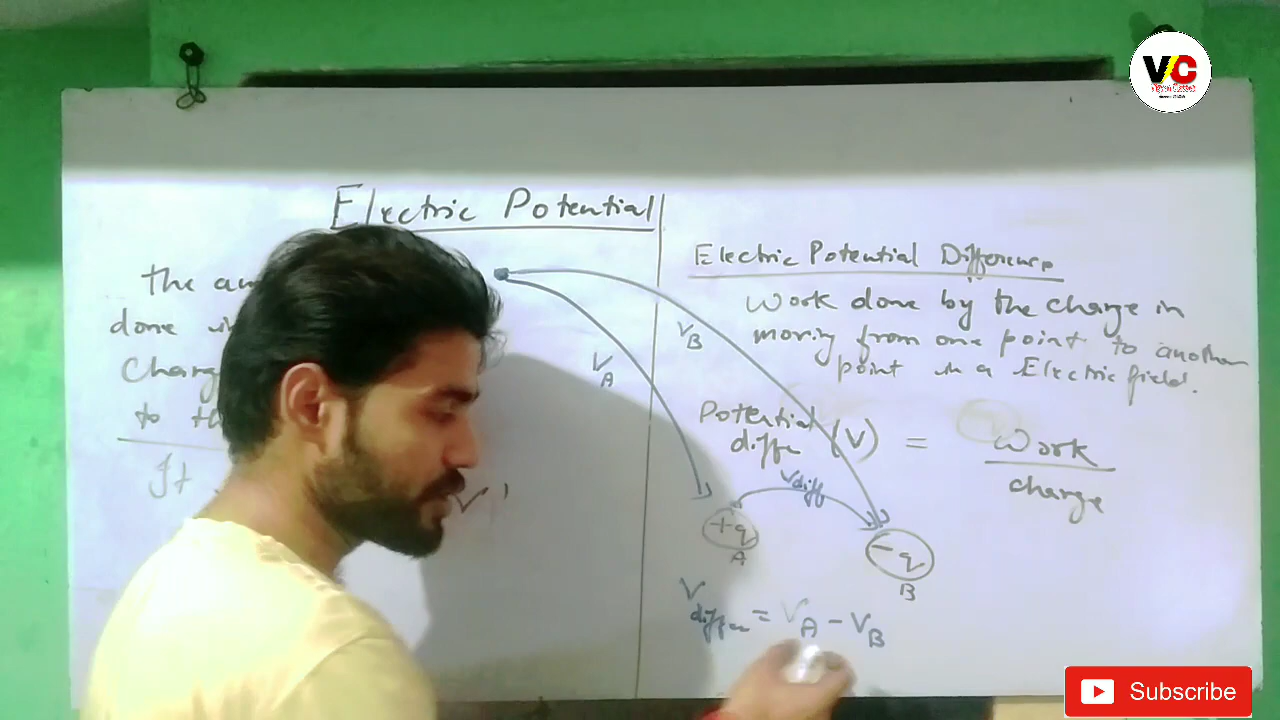 Electric Potential
the am
done in
Charg
to th
It
V'
V_A
V_B
Electric Potential Difference
Work done by the charge in
moving from one point to another
point in a Electric field.
Potential
diffe (V) = Work
charge
V diff
+q
A
-q
B
V differ = V_A - V_B
VC
Subscribe